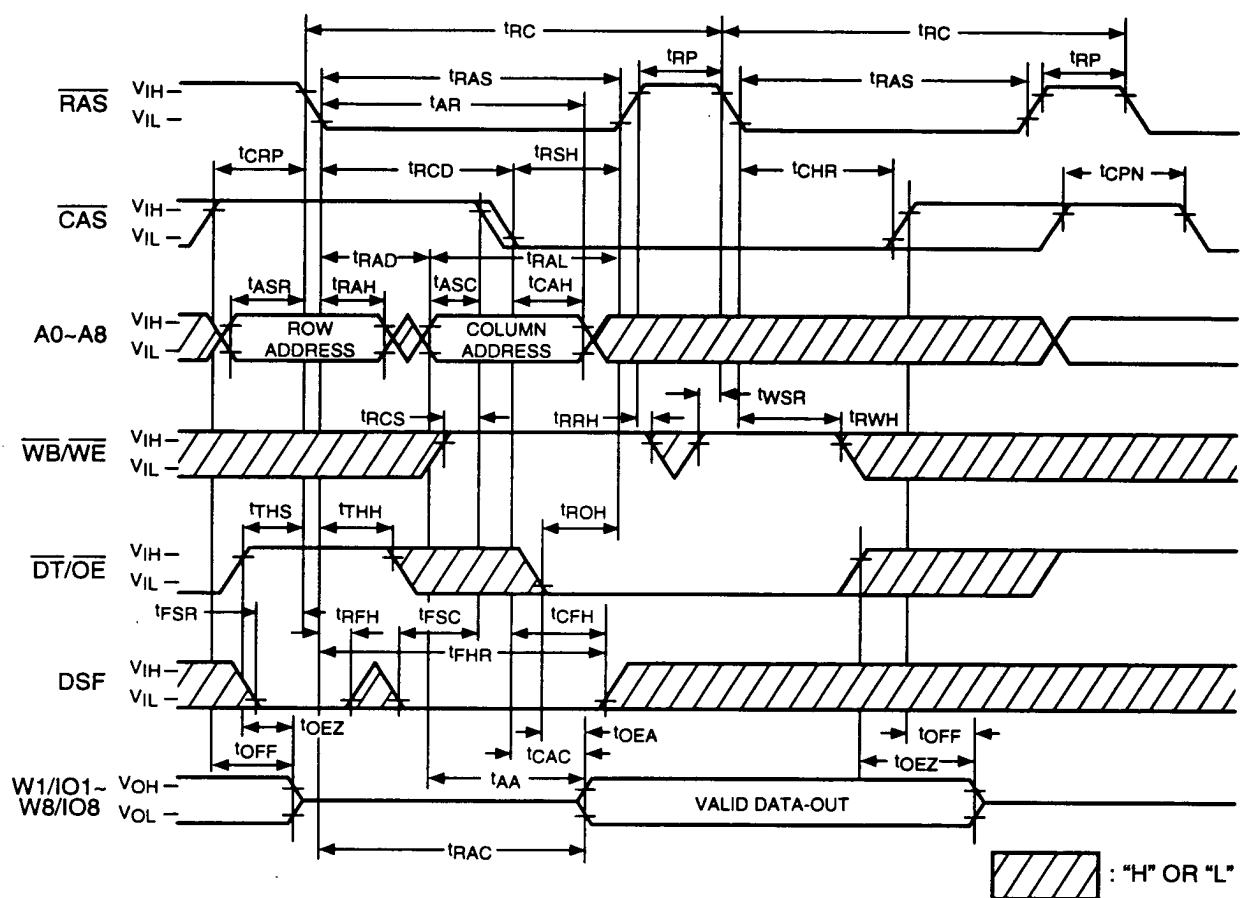 tRC tRC
tRAS tRP tRAS tRP
tAR
RAS VIH
VIL
tCRP tRCD tRSH tCHR tCPN
CAS VIH
VIL
tRAD tRAL
tASR tRAH tASC tCAH
A0~A8 VIH
VIL
ROW ADDRESS
COLUMN ADDRESS
tWSR
tRCS tRRH tRWH
WB/WE VIH
VIL
tTHS tTHH tROH
DT/OE VIH
VIL
tFSR tRFH tFSC tCFH
tFHR
DSF VIH
VIL
tOEZ tOEA tOFF
tOFF tCAC tOEZ
tAA
W1/IO1~
W8/IO8
VOH
VOL
VALID DATA-OUT
tRAC
: "H" OR "L"